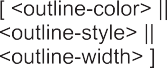 [ <outline-color> ||
<outline-style> ||
<outline-width> ]